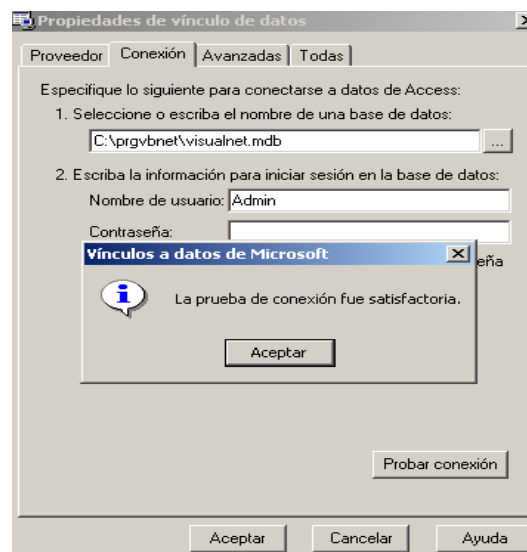 Propiedades de vínculo de datos
Proveedor Conexión Avanzadas Todas
Especifique lo siguiente para conectarse a datos de Access:
1. Seleccione o escriba el nombre de una base de datos:
C:\prgvbnet\visualnet.mdb ...
2. Escriba la información para iniciar sesión en la base de datos:
Nombre de usuario: Admin
Contraseña:
Vínculos a datos de Microsoft
La prueba de conexión fue satisfactoria.
Aceptar
Probar conexión
Aceptar Cancelar Ayuda